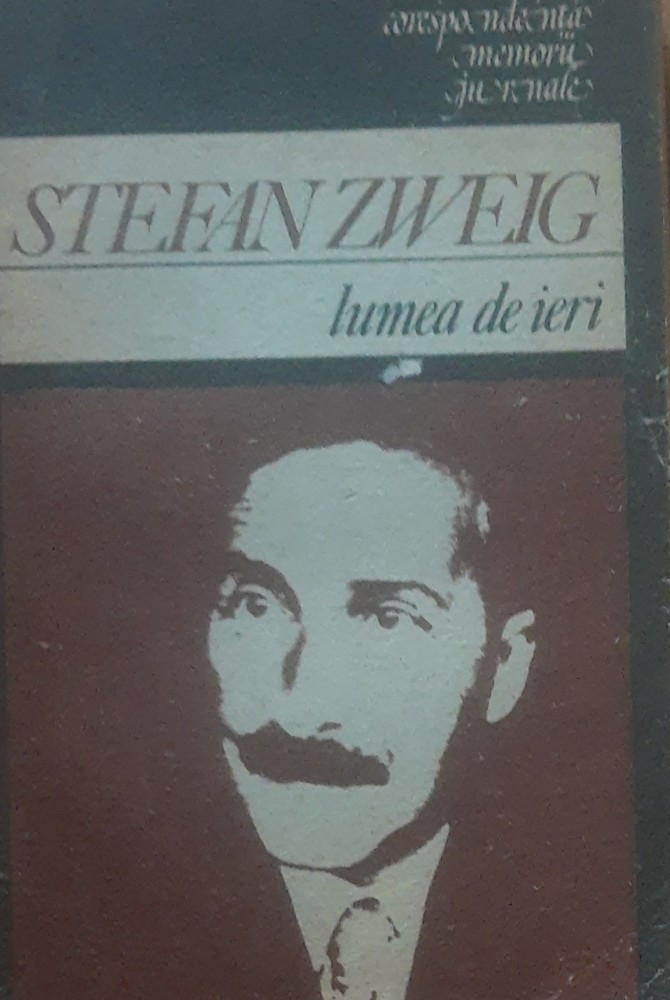 corespondență
memorii
jurnale
STEFAN ZWEIG
lumea de ieri